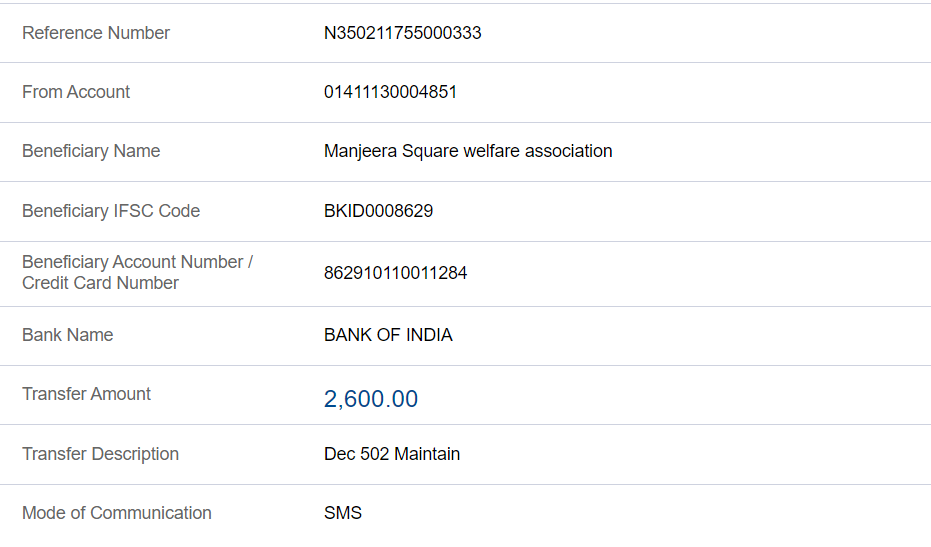 Reference Number N350211755000333
From Account 01411130004851
Beneficiary Name Manjeera Square welfare association
Beneficiary IFSC Code BKID0008629
Beneficiary Account Number /
Credit Card Number 862910110011284
Bank Name BANK OF INDIA
Transfer Amount 2,600.00
Transfer Description Dec 502 Maintain
Mode of Communication SMS